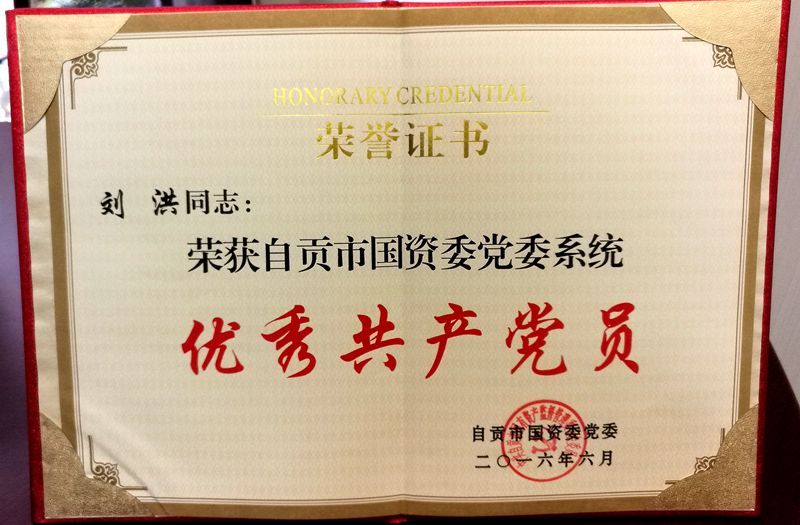 HONORARY CREDENTIAL
荣誉证书
刘 洪同志：
荣获自贡市国资委党委系统
优秀共产党员
自贡市国资委党委
二〇一六年六月